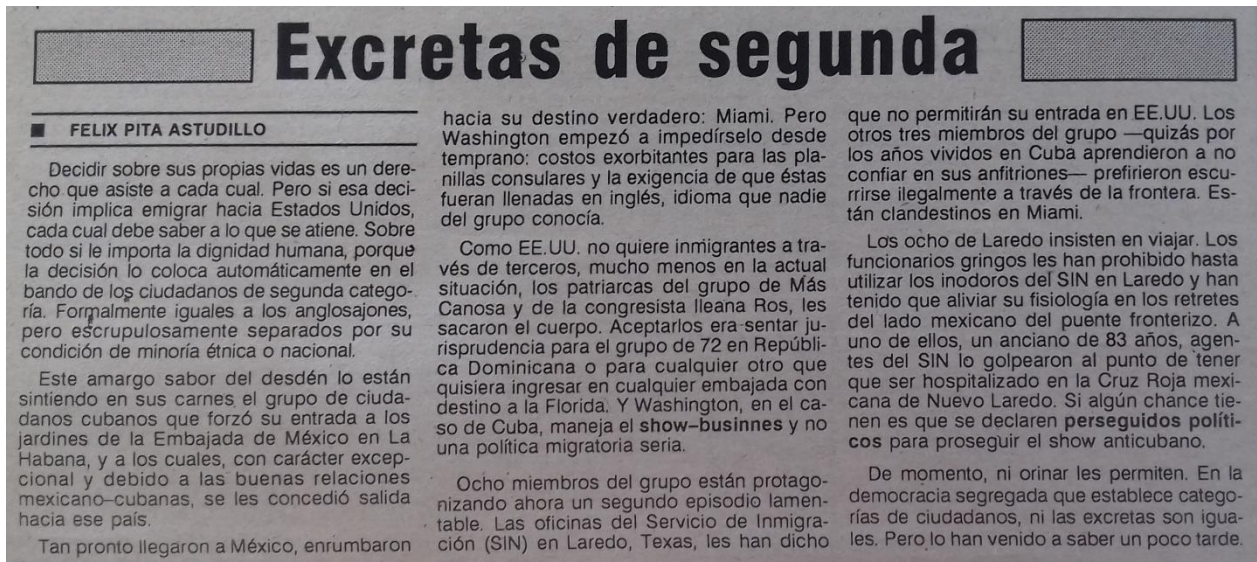 Excretas de segunda
FELIX PITA ASTUDILLO
Decidir sobre sus propias vidas es un dere-
cho que asiste a cada cual. Pero si esa deci-
sión implica emigrar hacia Estados Unidos,
cada cual debe saber a lo que se atiene. Sobre
todo si le importa la dignidad humana, porque
la decisión lo coloca automáticamente en el
bando de los ciudadanos de segunda catego-
ría. Formalmente iguales a los anglosajones,
pero escrupulosamente separados por su
condición de minoría étnica o nacional.
Este amargo sabor del desdén lo están
sintiendo en sus carnes el grupo de ciuda-
danos cubanos que forzó su entrada a los
jardines de la Embajada de México en La
Habana, y a los cuales, con carácter excep-
cional y debido a las buenas relaciones
mexicano–cubanas, se les concedió salida
hacia ese país.
Tan pronto llegaron a México, enrumbaron
hacia su destino verdadero: Miami. Pero
Washington empezó a impedírselo desde
temprano: costos exorbitantes para las pla-
nillas consulares y la exigencia de que éstas
fueran llenadas en inglés, idioma que nadie
del grupo conocía.
Como EE.UU. no quiere inmigrantes a tra-
vés de terceros, mucho menos en la actual
situación, los patriarcas del grupo de Más
Canosa y de la congresista Ileana Ros, les
sacaron el cuerpo. Aceptarlos era sentar ju-
risprudencia para el grupo de 72 en Repúbli-
ca Dominicana o para cualquier otro que
quisiera ingresar en cualquier embajada con
destino a la Florida. Y Washington, en el ca-
so de Cuba, maneja el show–businnes y no
una política migratoria seria.
Ocho miembros del grupo están protago-
nizando ahora un segundo episodio lamen-
table. Las oficinas del Servicio de Inmigra-
ción (SIN) en Laredo, Texas, les han dicho
que no permitirán su entrada en EE.UU. Los
otros tres miembros del grupo —quizás por
los años vividos en Cuba aprendieron a no
confiar en sus anfitriones— prefirieron escu-
rrirse ilegalmente a través de la frontera. Es-
tán clandestinos en Miami.
Los ocho de Laredo insisten en viajar. Los
funcionarios gringos les han prohibido hasta
utilizar los inodoros del SIN en Laredo y han
tenido que aliviar su fisiología en los retretes
del lado mexicano del puente fronterizo. A
uno de ellos, un anciano de 83 años, agen-
tes del SIN lo golpearon al punto de tener
que ser hospitalizado en la Cruz Roja mexi-
cana de Nuevo Laredo. Si algún chance tie-
nen es que se declaren perseguidos políti-
cos para proseguir el show anticubano.
De momento, ni orinar les permiten. En la
democracia segregada que establece catego-
rías de ciudadanos, ni las excretas son igua-
les. Pero lo han venido a saber un poco tarde.